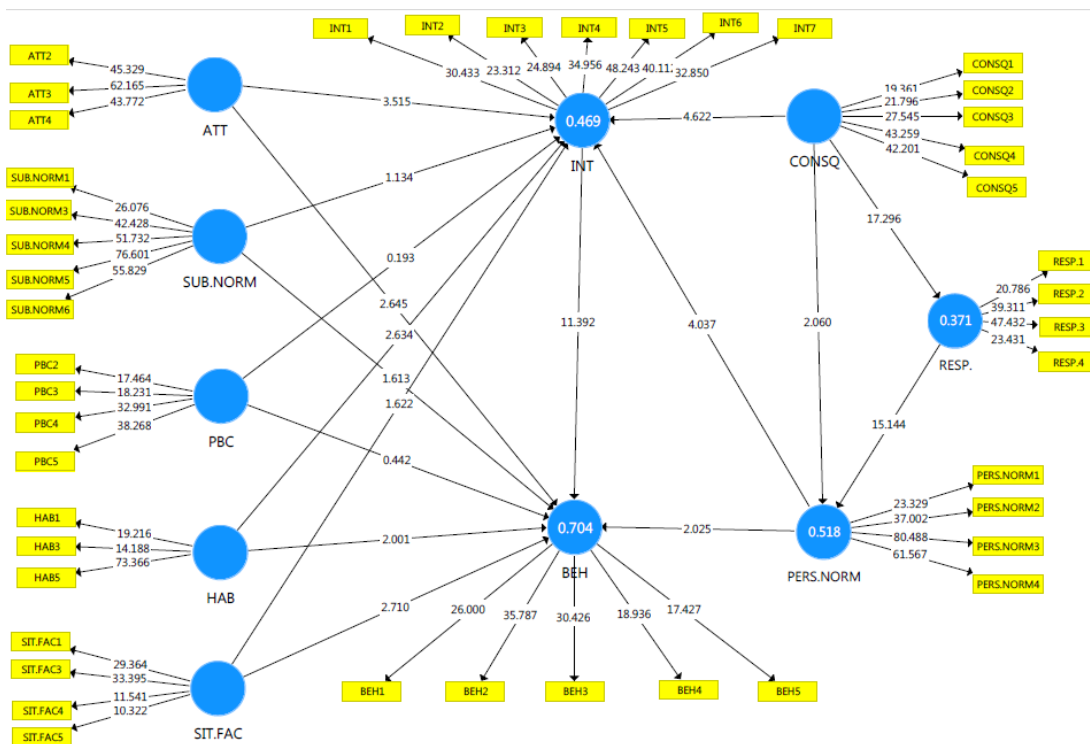 INT1
INT2
INT3
INT4
INT5
INT6
INT7
30.433
23.312
24.894
34.956
48.243
40.112
32.850
ATT2
ATT3
ATT4
45.329
62.165
43.772
ATT
3.515
0.469
INT
4.622
CONSQ
CONSQ1
CONSQ2
CONSQ3
CONSQ4
CONSQ5
19.361
21.796
27.545
43.259
42.201
SUB.NORM1
SUB.NORM3
SUB.NORM4
SUB.NORM5
SUB.NORM6
26.076
42.428
51.732
76.601
55.829
SUB.NORM
1.134
0.193
17.296
2.645
2.634
11.392
4.037
2.060
0.371
RESP.
20.786
39.311
47.432
23.431
RESP.1
RESP.2
RESP.3
RESP.4
PBC2
PBC3
PBC4
PBC5
17.464
18.231
32.991
38.268
PBC
1.613
1.622
0.442
15.144
HAB1
HAB3
HAB5
19.216
14.188
73.366
HAB
2.001
0.704
BEH
2.025
0.518
PERS.NORM
23.329
37.002
80.488
61.567
PERS.NORM1
PERS.NORM2
PERS.NORM3
PERS.NORM4
SIT.FAC1
SIT.FAC3
SIT.FAC4
SIT.FAC5
29.364
33.395
11.541
10.322
SIT.FAC
2.710
26.000
35.787
30.426
18.936
17.427
BEH1
BEH2
BEH3
BEH4
BEH5